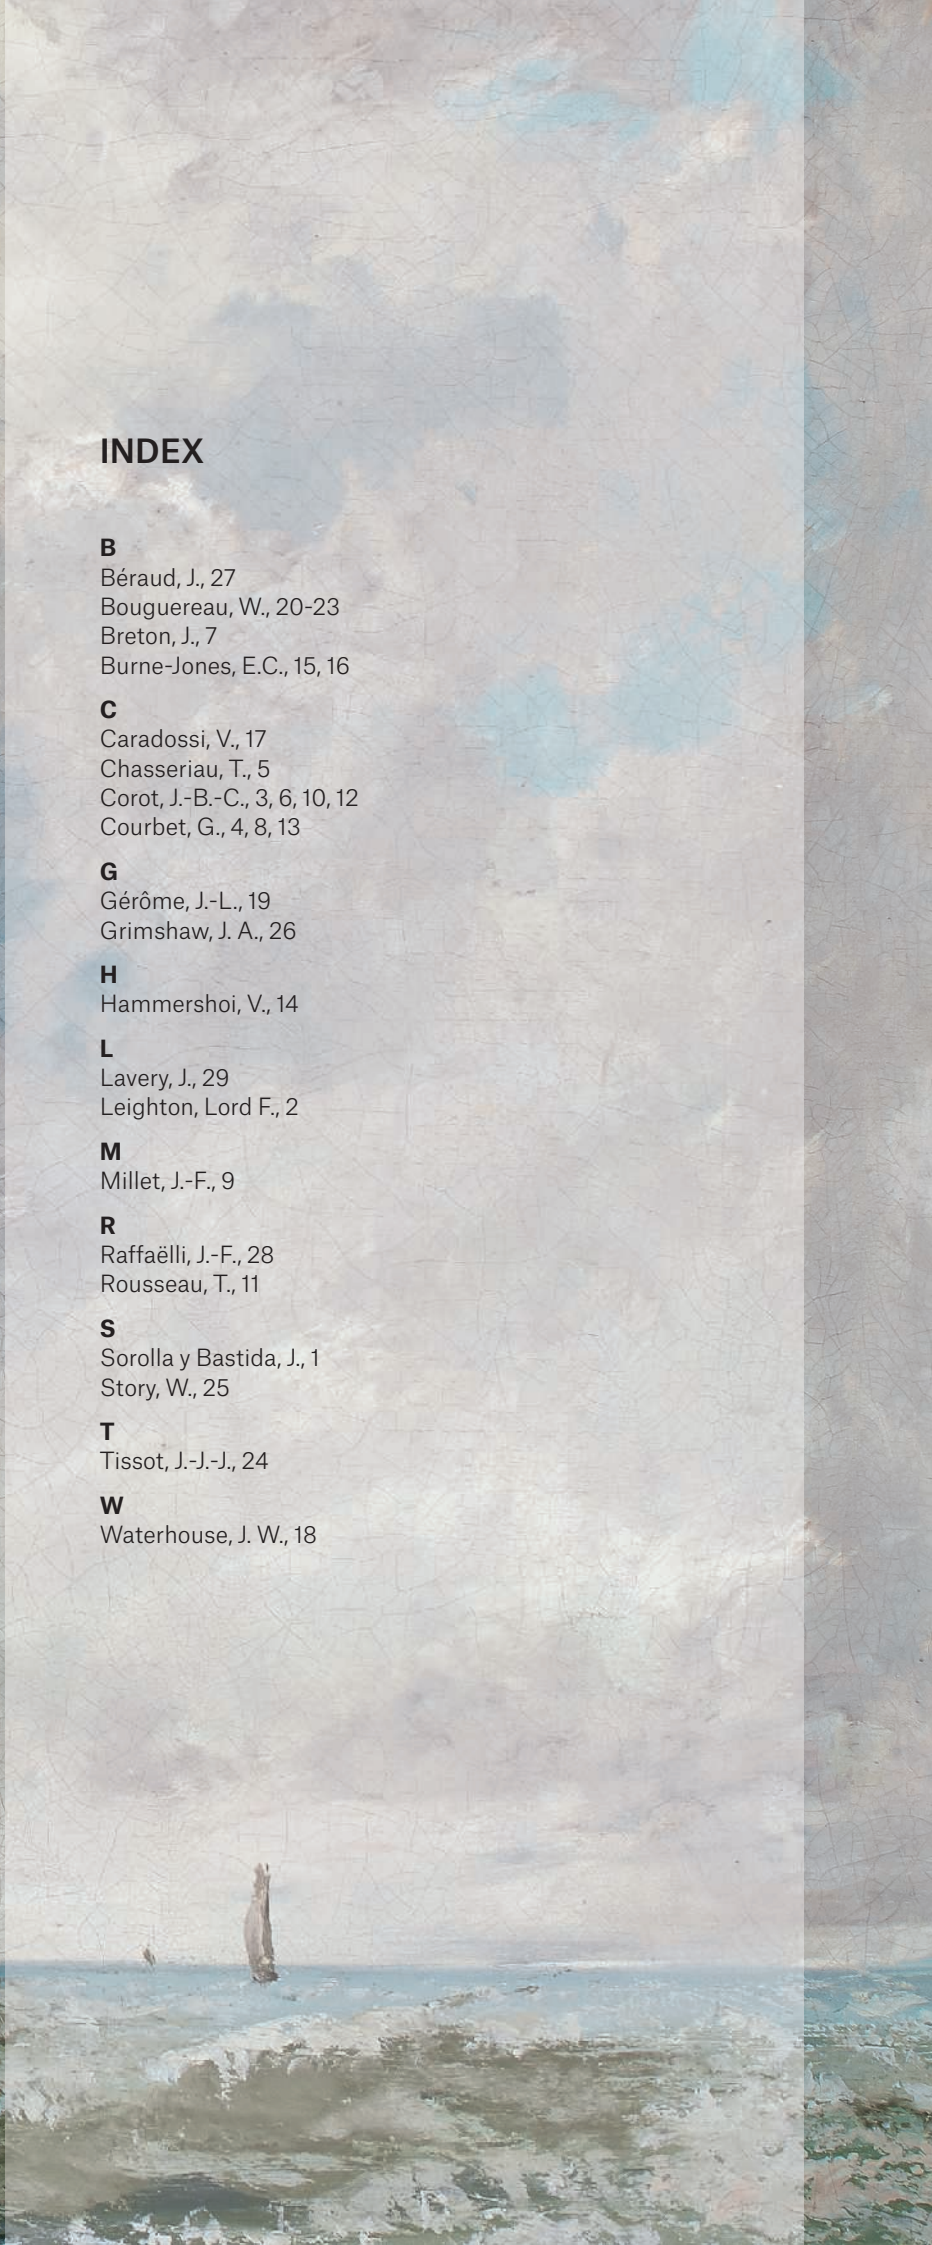 INDEX
B
Béraud, J., 27
Bouguereau, W., 20-23
Breton, J., 7
Burne-Jones, E.C., 15, 16
C
Caradossi, V., 17
Chasseriau, T., 5
Corot, J.-B.-C., 3, 6, 10, 12
Courbet, G., 4, 8, 13
G
Gérôme, J.-L., 19
Grimshaw, J. A., 26
H
Hammershoi, V., 14
L
Lavery, J., 29
Leighton, Lord F., 2
M
Millet, J.-F., 9
R
Raffaëlli, J.-F., 28
Rousseau, T., 11
S
Sorolla y Bastida, J., 1
Story, W., 25
T
Tissot, J.-J.-J., 24
W
Waterhouse, J. W., 18